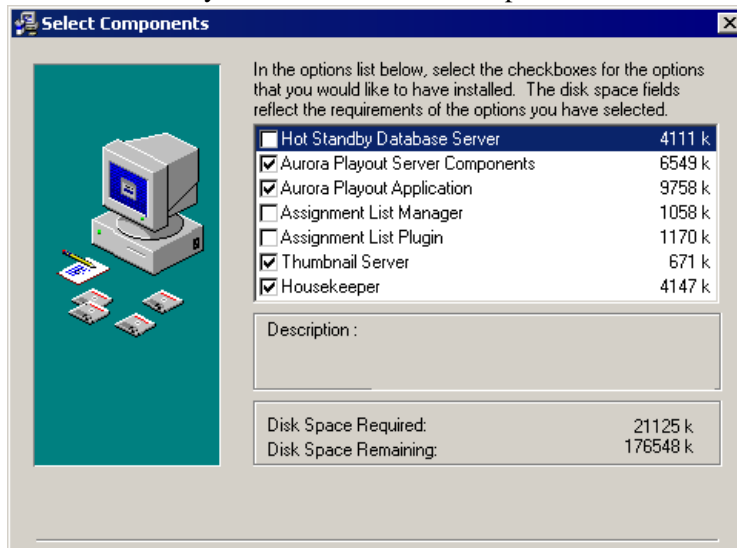 Select Components
In the options list below, select the checkboxes for the options
that you would like to have installed.  The disk space fields
reflect the requirements of the options you have selected.
Hot Standby Database Server 4111 k
Aurora Playout Server Components 6549 k
Aurora Playout Application 9758 k
Assignment List Manager 1058 k
Assignment List Plugin 1170 k
Thumbnail Server 671 k
Housekeeper 4147 k
Description :
Disk Space Required: 21125 k
Disk Space Remaining: 176548 k